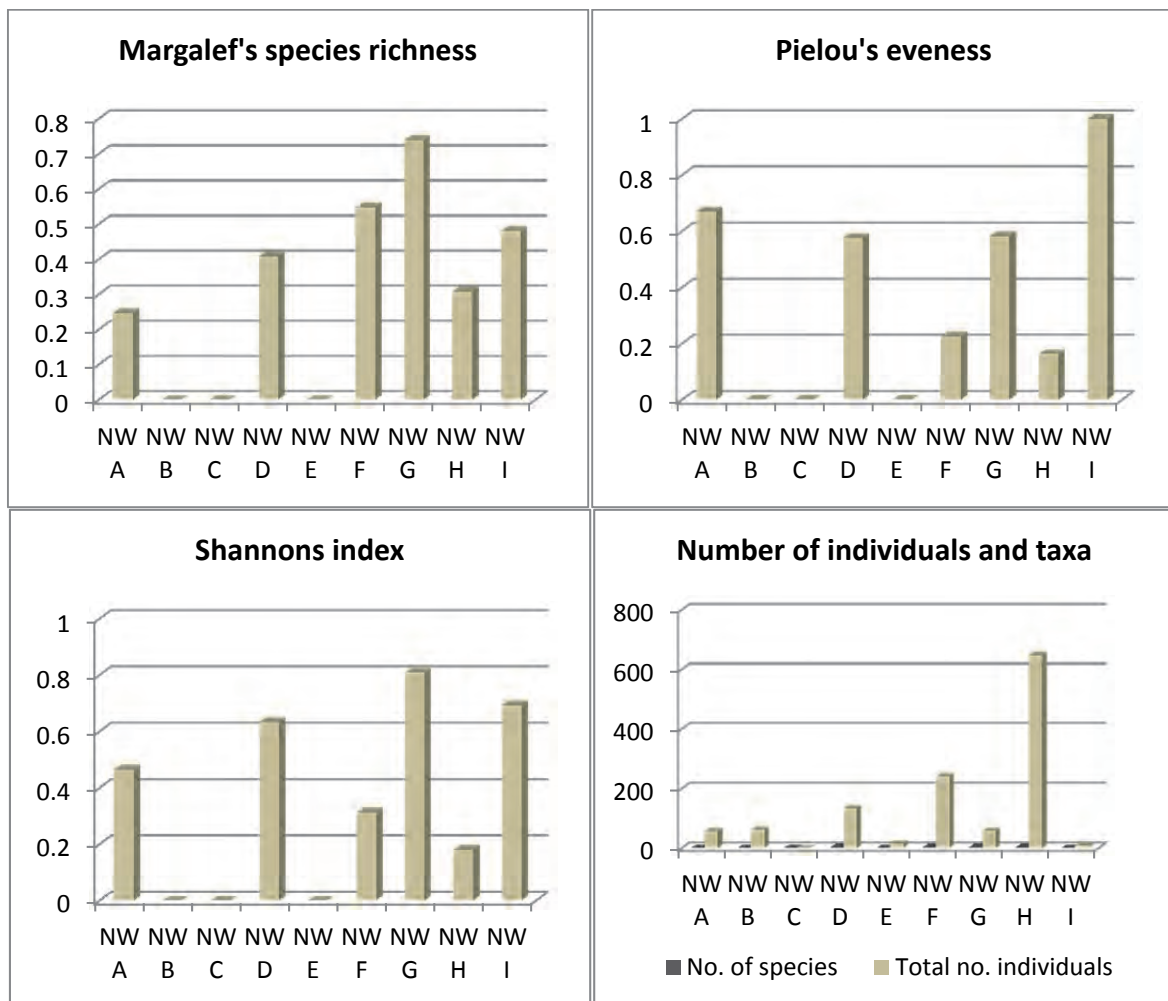 Margalef's species richness
0.8
0.7
0.6
0.5
0.4
0.3
0.2
0.1
0
NW NW NW NW NW NW NW NW NW
A B C D E F G H I
Pielou's eveness
1
0.8
0.6
0.4
0.2
0
NW NW NW NW NW NW NW NW NW
A B C D E F G H I
Shannons index
1
0.8
0.6
0.4
0.2
0
NW NW NW NW NW NW NW NW NW
A B C D E F G H I
Number of individuals and taxa
800
600
400
200
0
NW NW NW NW NW NW NW NW NW
A B C D E F G H I
No. of species Total no. individuals